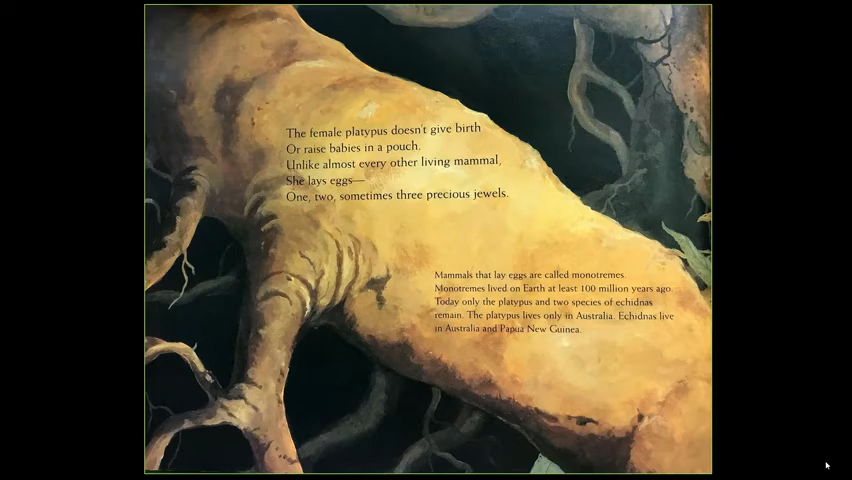 The female platypus doesn't give birth
Or raise babies in a pouch.
Unlike almost every other living mammal,
She lays eggs—
One, two, sometimes three precious jewels.
Mammals that lay eggs are called monotremes.
Monotremes lived on Earth at least 100 million years ago.
Today only the platypus and two species of echidnas
remain. The platypus lives only in Australia. Echidnas live
in Australia and Papua New Guinea.